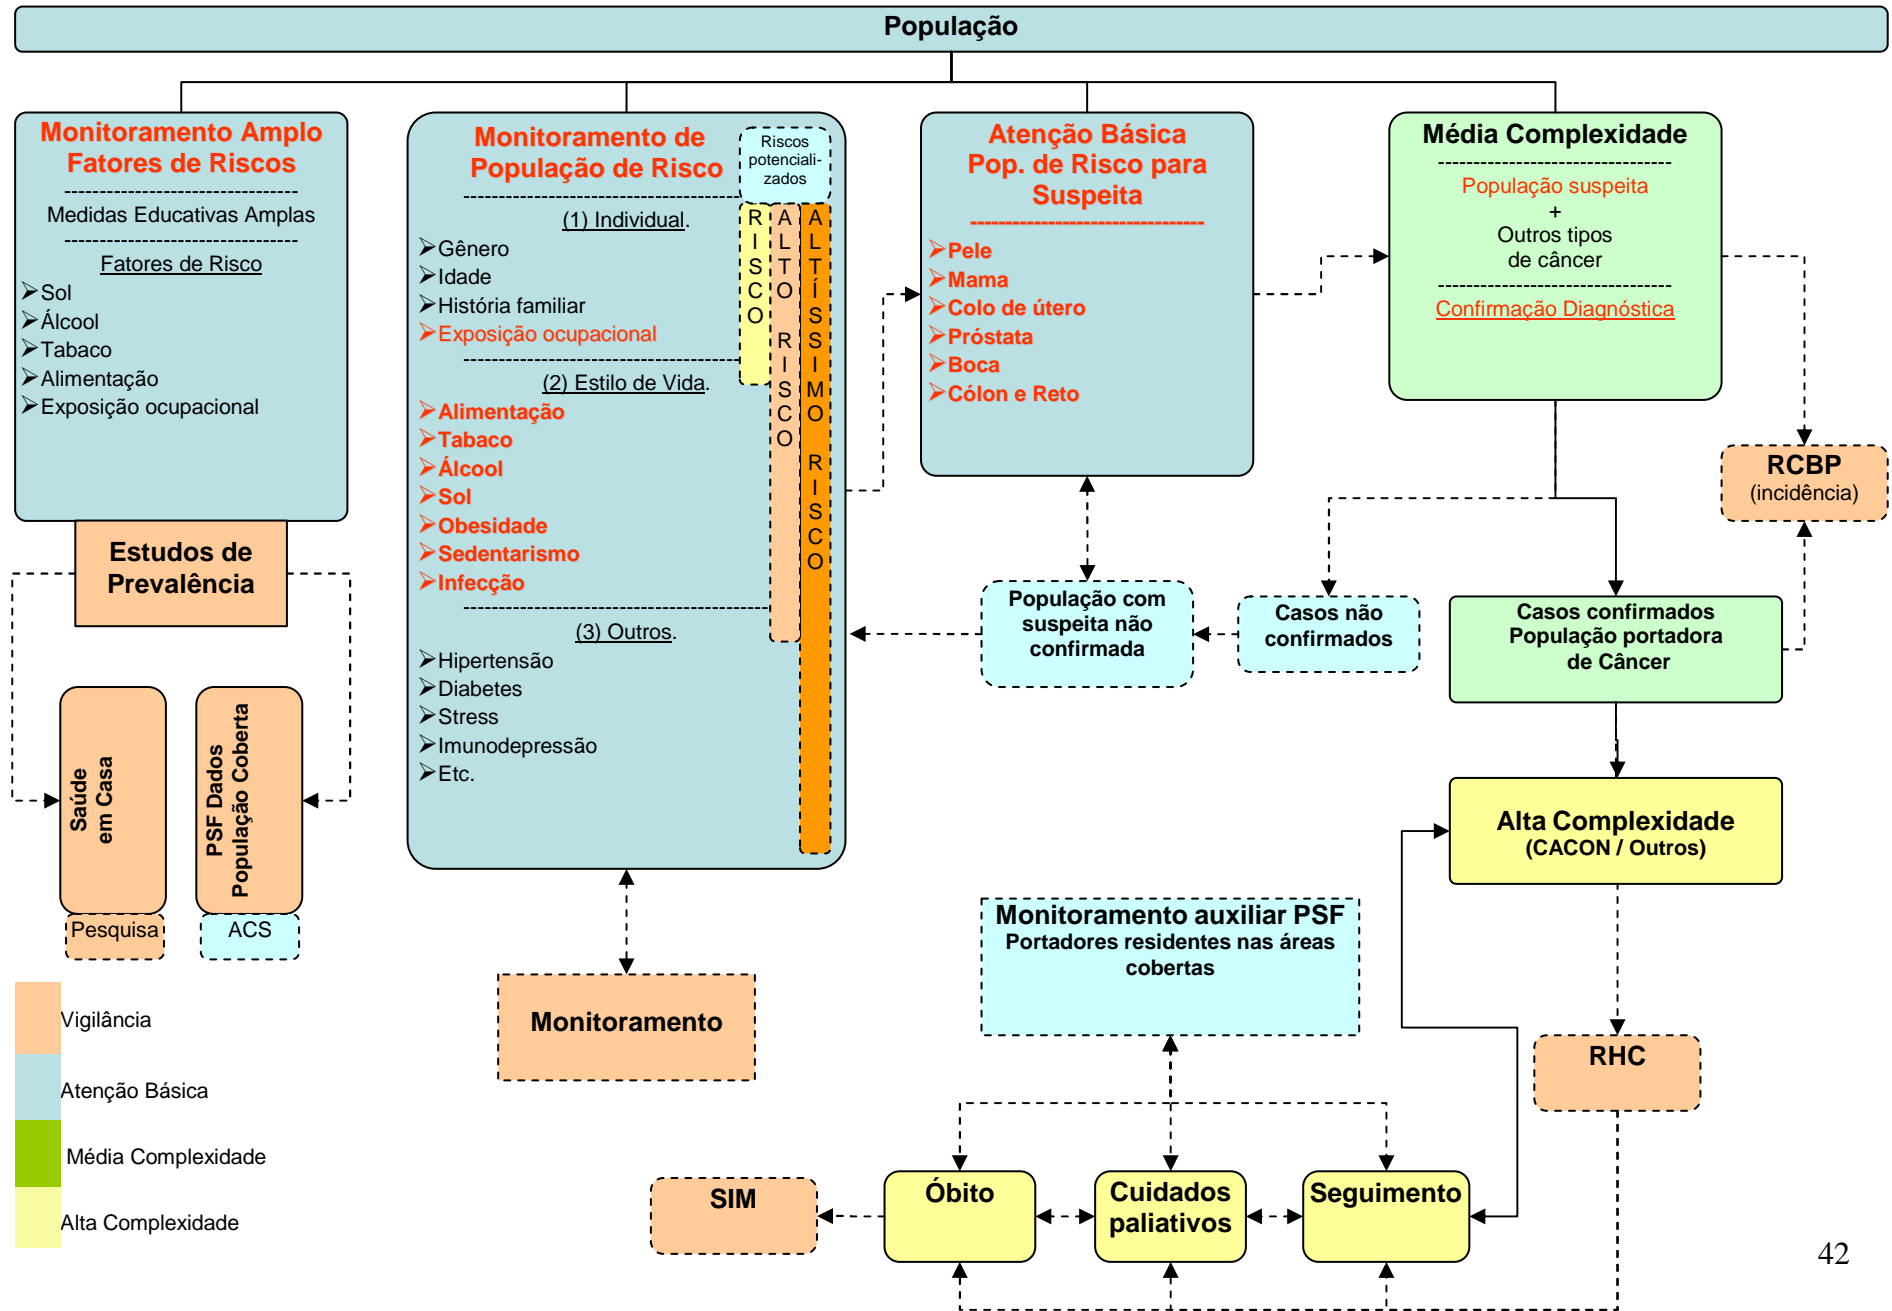 População
Monitoramento Amplo
Fatores de Riscos
Medidas Educativas Amplas
Fatores de Risco
Sol
Álcool
Tabaco
Alimentação
Exposição ocupacional
Estudos de
Prevalência
Saúde
em Casa
PSF Dados
População Coberta
Pesquisa
ACS
Vigilância
Atenção Básica
Média Complexidade
Alta Complexidade
Monitoramento de
População de Risco
Riscos
potenciali-
zados
RISCO
ALTO RISCO
ALTÍSSIMO RISCO
(1) Individual.
Gênero
Idade
História familiar
Exposição ocupacional
(2) Estilo de Vida.
Alimentação
Tabaco
Álcool
Sol
Obesidade
Sedentarismo
Infecção
(3) Outros.
Hipertensão
Diabetes
Stress
Imunodepressão
Etc.
Monitoramento
Atenção Básica
Pop. de Risco para
Suspeita
Pele
Mama
Colo de útero
Próstata
Boca
Cólon e Reto
População com
suspeita não
confirmada
Casos não
confirmados
Média Complexidade
População suspeita
+
Outros tipos
de câncer
Confirmação Diagnóstica
RCBP
(incidência)
Casos confirmados
População portadora
de Câncer
Alta Complexidade
(CACON / Outros)
Monitoramento auxiliar PSF
Portadores residentes nas áreas
cobertas
RHC
SIM
Óbito
Cuidados
paliativos
Seguimento
42